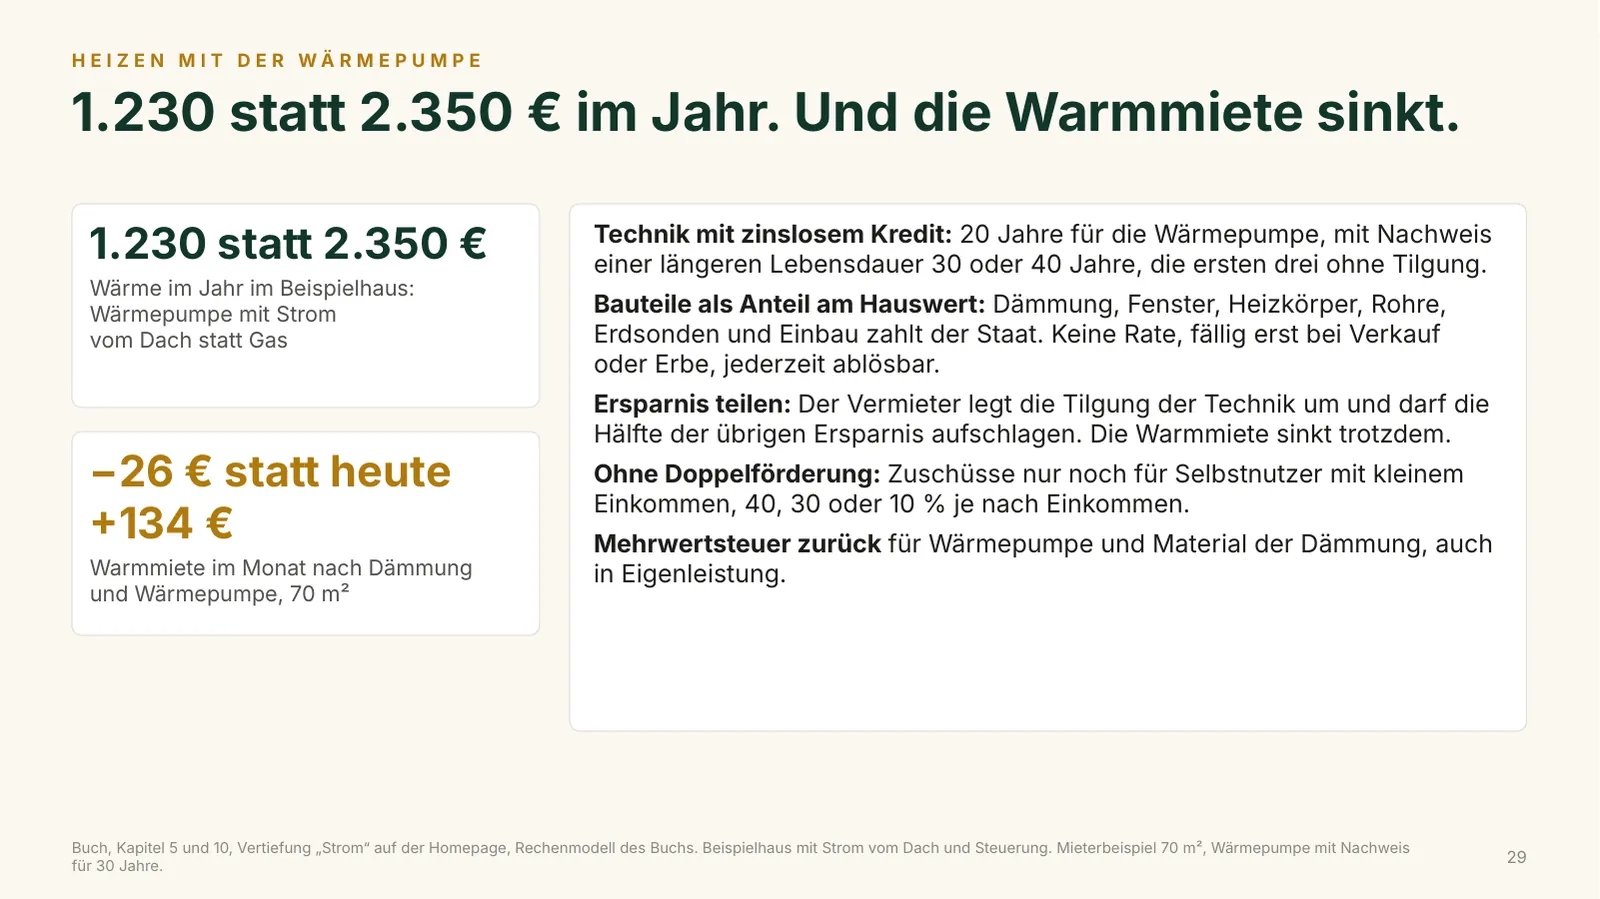 HEIZEN MIT DER WÄRMEPUMPE
1.230 statt 2.350 € im Jahr. Und die Warmmiete sinkt.
1.230 statt 2.350 €
Wärme im Jahr im Beispielhaus:
Wärmepumpe mit Strom
vom Dach statt Gas
–26 € statt heute
+134 €
Warmmiete im Monat nach Dämmung
und Wärmepumpe, 70 m²
Technik mit zinslosem Kredit: 20 Jahre für die Wärmepumpe, mit Nachweis
einer längeren Lebensdauer 30 oder 40 Jahre, die ersten drei ohne Tilgung.
Bauteile als Anteil am Hauswert: Dämmung, Fenster, Heizkörper, Rohre,
Erdsonden und Einbau zahlt der Staat. Keine Rate, fällig erst bei Verkauf
oder Erbe, jederzeit ablösbar.
Ersparnis teilen: Der Vermieter legt die Tilgung der Technik um und darf die
Hälfte der übrigen Ersparnis aufschlagen. Die Warmmiete sinkt trotzdem.
Ohne Doppelförderung: Zuschüsse nur noch für Selbstnutzer mit kleinem
Einkommen, 40, 30 oder 10 % je nach Einkommen.
Mehrwertsteuer zurück für Wärmepumpe und Material der Dämmung, auch
in Eigenleistung.
Buch, Kapitel 5 und 10, Vertiefung „Strom“ auf der Homepage, Rechenmodell des Buchs. Beispielhaus mit Strom vom Dach und Steuerung. Mieterbeispiel 70 m², Wärmepumpe mit Nachweis
für 30 Jahre.
29